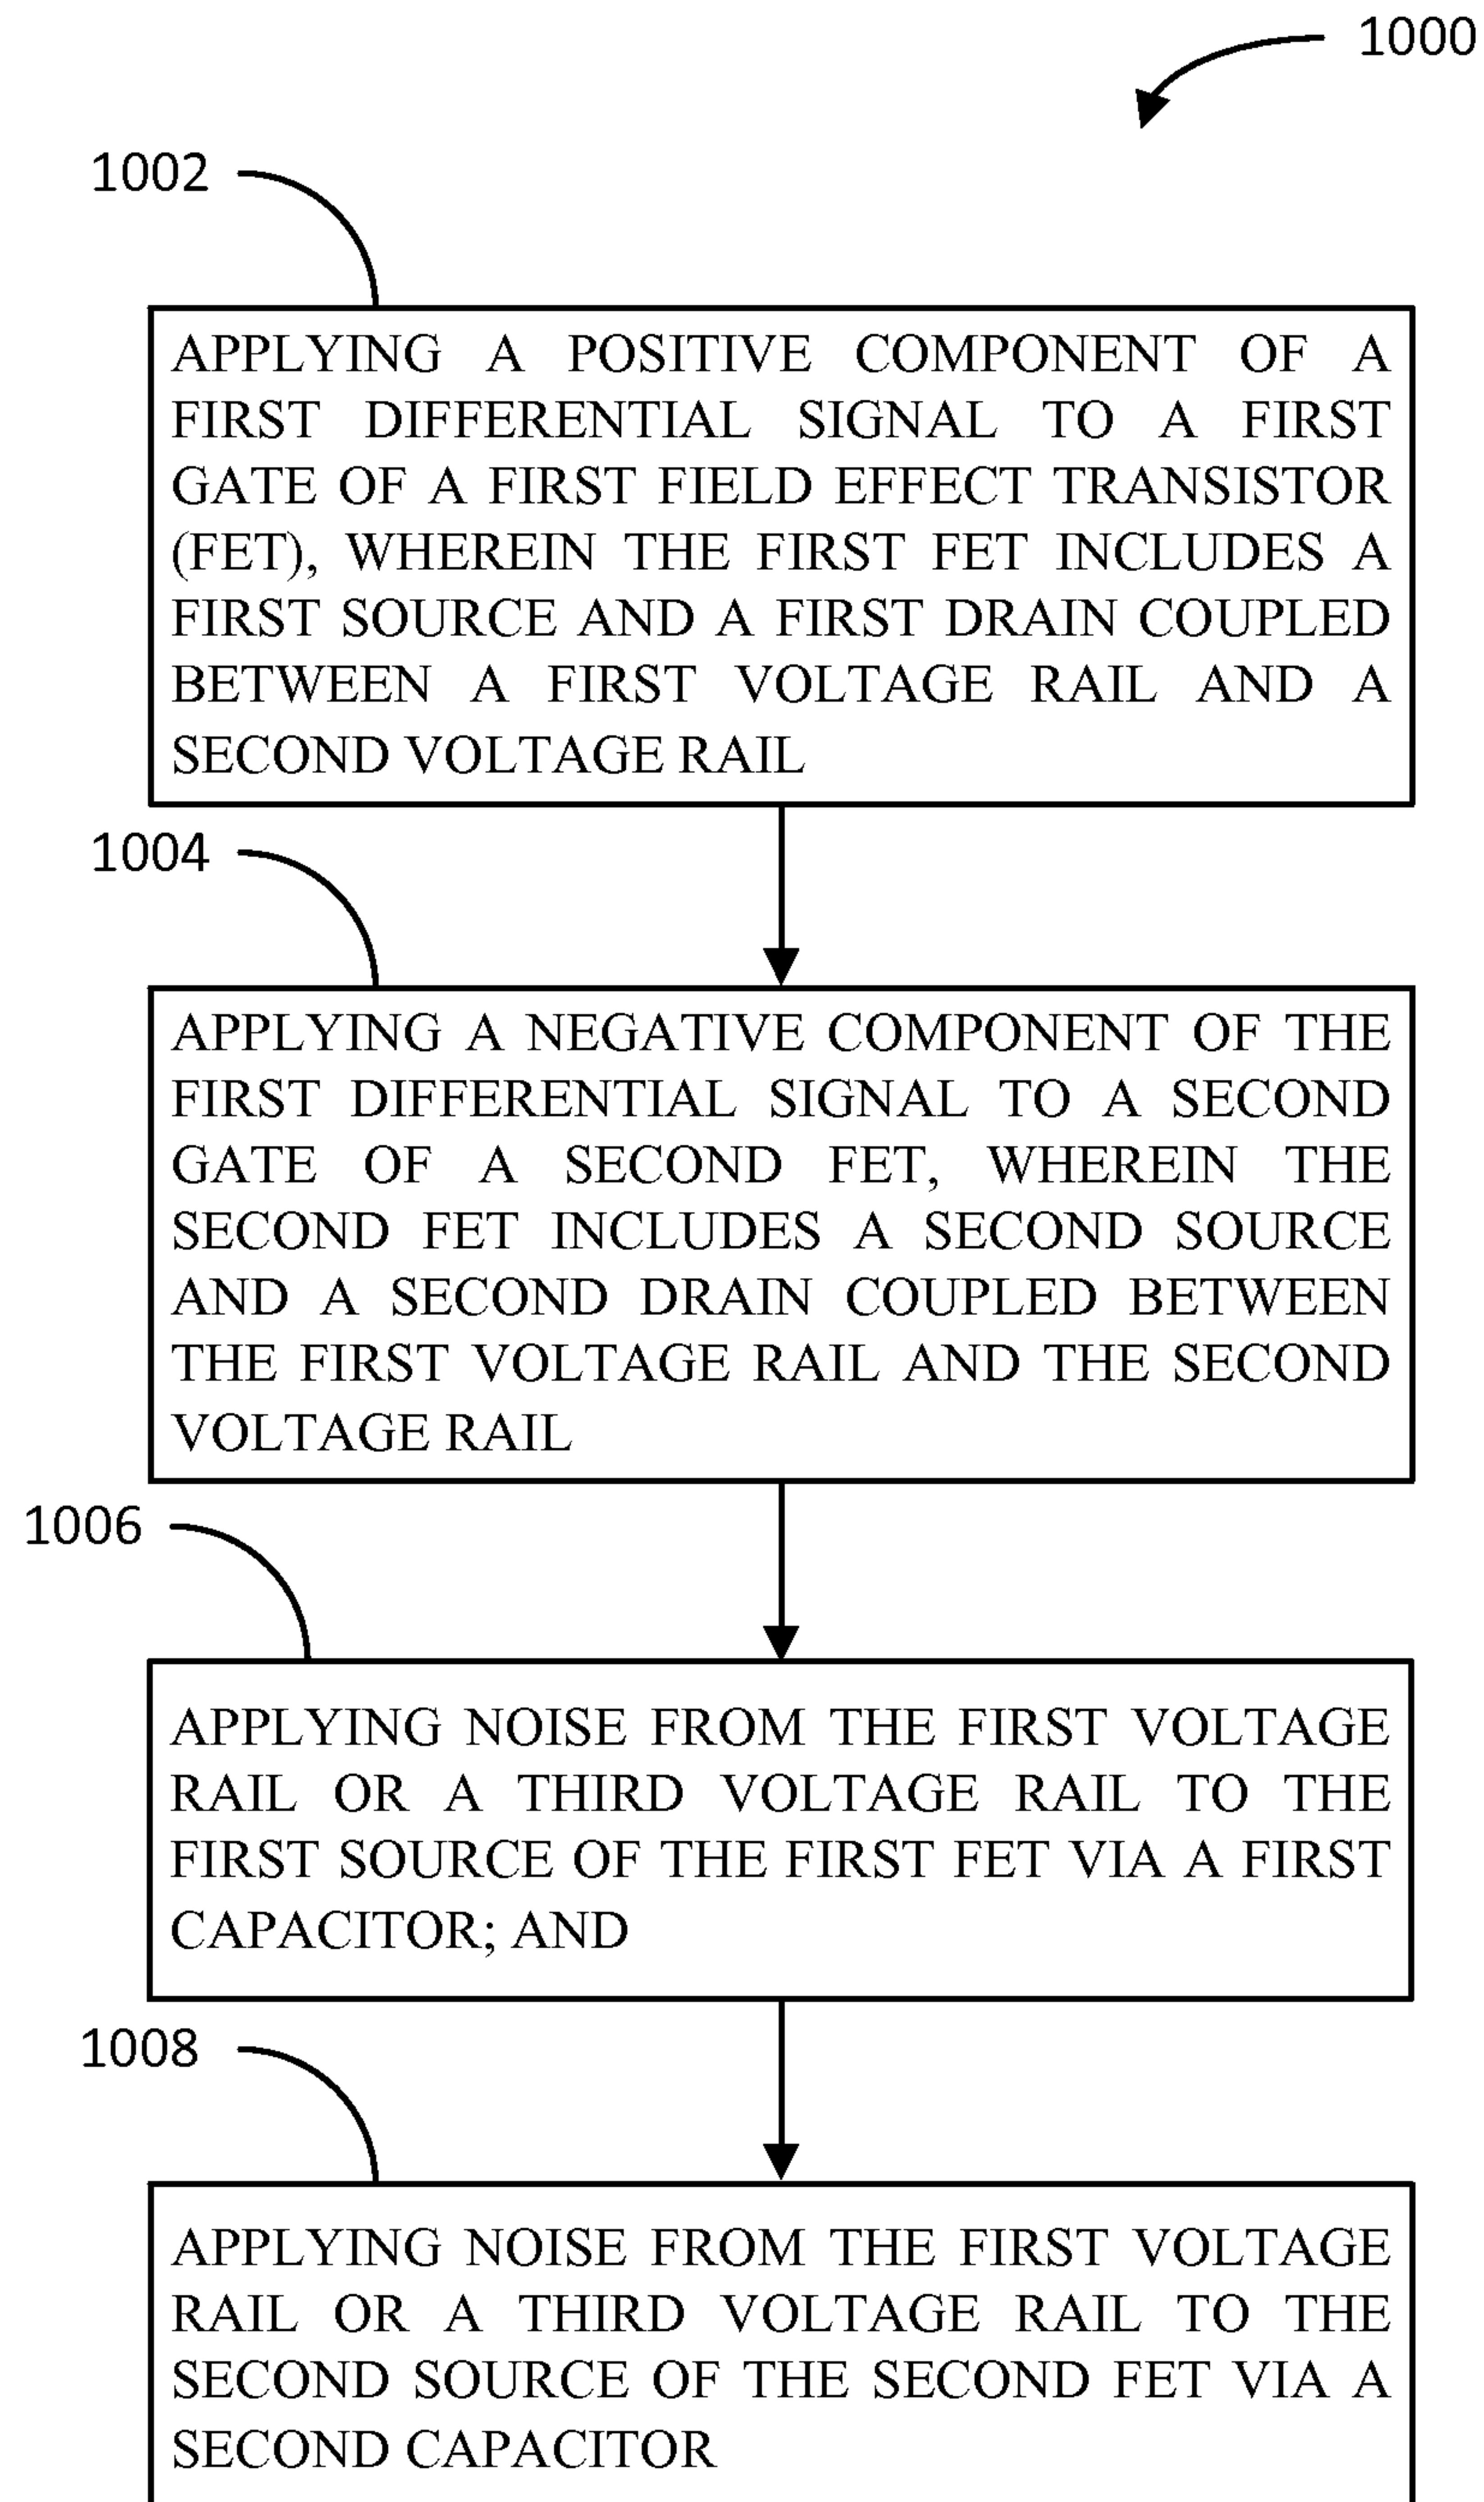 1000
1002
APPLYING A POSITIVE COMPONENT OF A
FIRST DIFFERENTIAL SIGNAL TO A FIRST
GATE OF A FIRST FIELD EFFECT TRANSISTOR
(FET), WHEREIN THE FIRST FET INCLUDES A
FIRST SOURCE AND A FIRST DRAIN COUPLED
BETWEEN A FIRST VOLTAGE RAIL AND A
SECOND VOLTAGE RAIL
1004
APPLYING A NEGATIVE COMPONENT OF THE
FIRST DIFFERENTIAL SIGNAL TO A SECOND
GATE OF A SECOND FET, WHEREIN THE
SECOND FET INCLUDES A SECOND SOURCE
AND A SECOND DRAIN COUPLED BETWEEN
THE FIRST VOLTAGE RAIL AND THE SECOND
VOLTAGE RAIL
1006
APPLYING NOISE FROM THE FIRST VOLTAGE
RAIL OR A THIRD VOLTAGE RAIL TO THE
FIRST SOURCE OF THE FIRST FET VIA A FIRST
CAPACITOR; AND
1008
APPLYING NOISE FROM THE FIRST VOLTAGE
RAIL OR A THIRD VOLTAGE RAIL TO THE
SECOND SOURCE OF THE SECOND FET VIA A
SECOND CAPACITOR